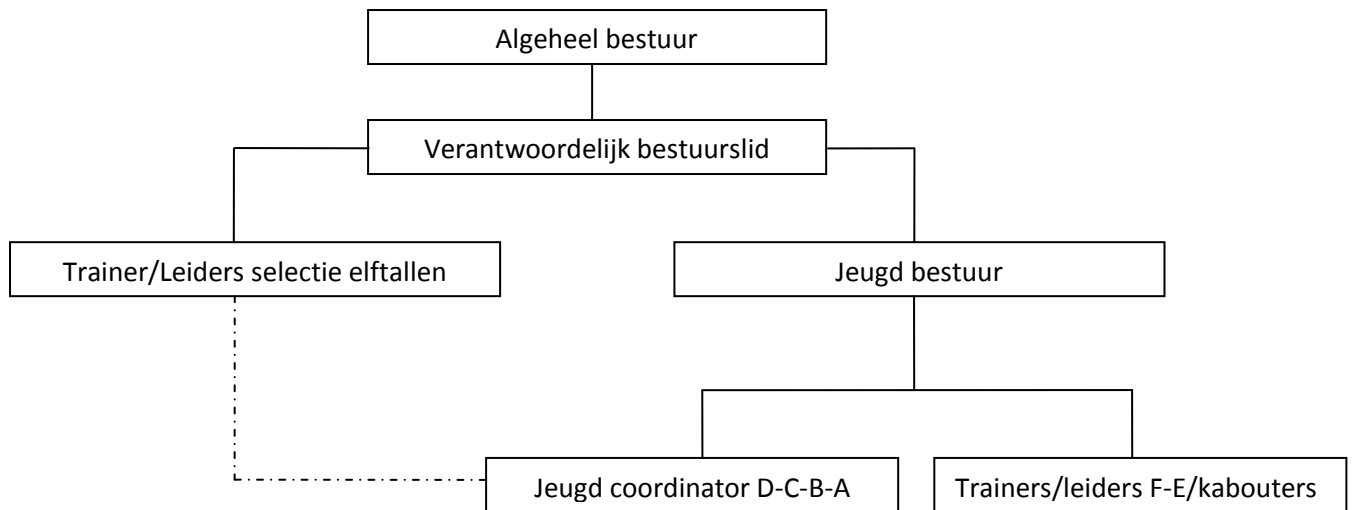 Algeheel bestuur
Verantwoordelijk bestuurslid
Trainer/Leiders selectie elftallen
Jeugd bestuur
Jeugd coordinator D-C-B-A
Trainers/leiders F-E/kabouters